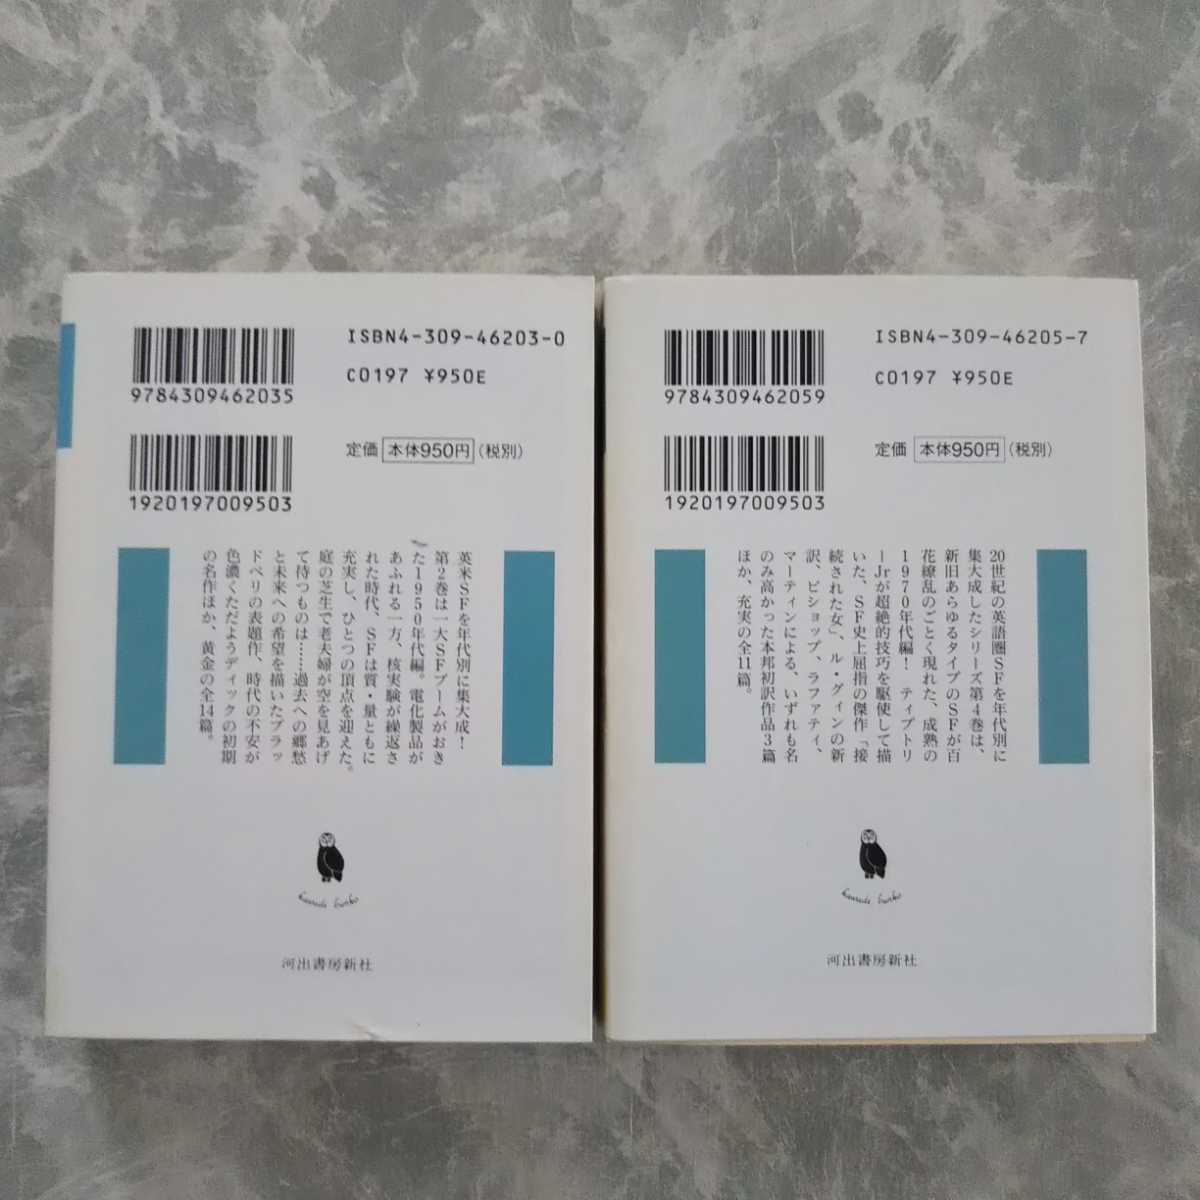 ISBN4-309-46203-0
C0197 ¥950E
9784309462035
定価 本体950円 (税別)
1920197009503
英米SFを年代別に集大成!
第2巻は一大SFブームがおき
た1950年代編。電化製品が
あふれる一方、核実験が繰返さ
れた時代、SFは質・量ともに
充実し、ひとつの頂点を迎えた。
庭の芝生で老夫婦が空を見あげ
て待つものは……過去への郷愁
と未来への希望を描いたブラッ
ドベリの表題作、時代の不安が
色濃くただようディックの初期
の名作ほか、黄金の全14篇。
kawade bunko
河出書房新社
ISBN4-309-46205-7
C0197 ¥950E
9784309462059
定価 本体950円 (税別)
1920197009503
20世紀の英語圏SFを年代別に
集大成したシリーズ第4巻は、
新旧あらゆるタイプのSFが百
花繚乱のごとく現れた、成熟の
1970年代編! ティプトリ
ーJrが超絶的技巧を駆使して描
いた、SF史上屈指の傑作「接
続された女」、ル・グィンの新
訳、ビショップ、ラファティ、
マーティンによる、いずれも名
のみ高かった本邦初訳作品3篇
ほか、充実の全11篇。
kawade bunko
河出書房新社